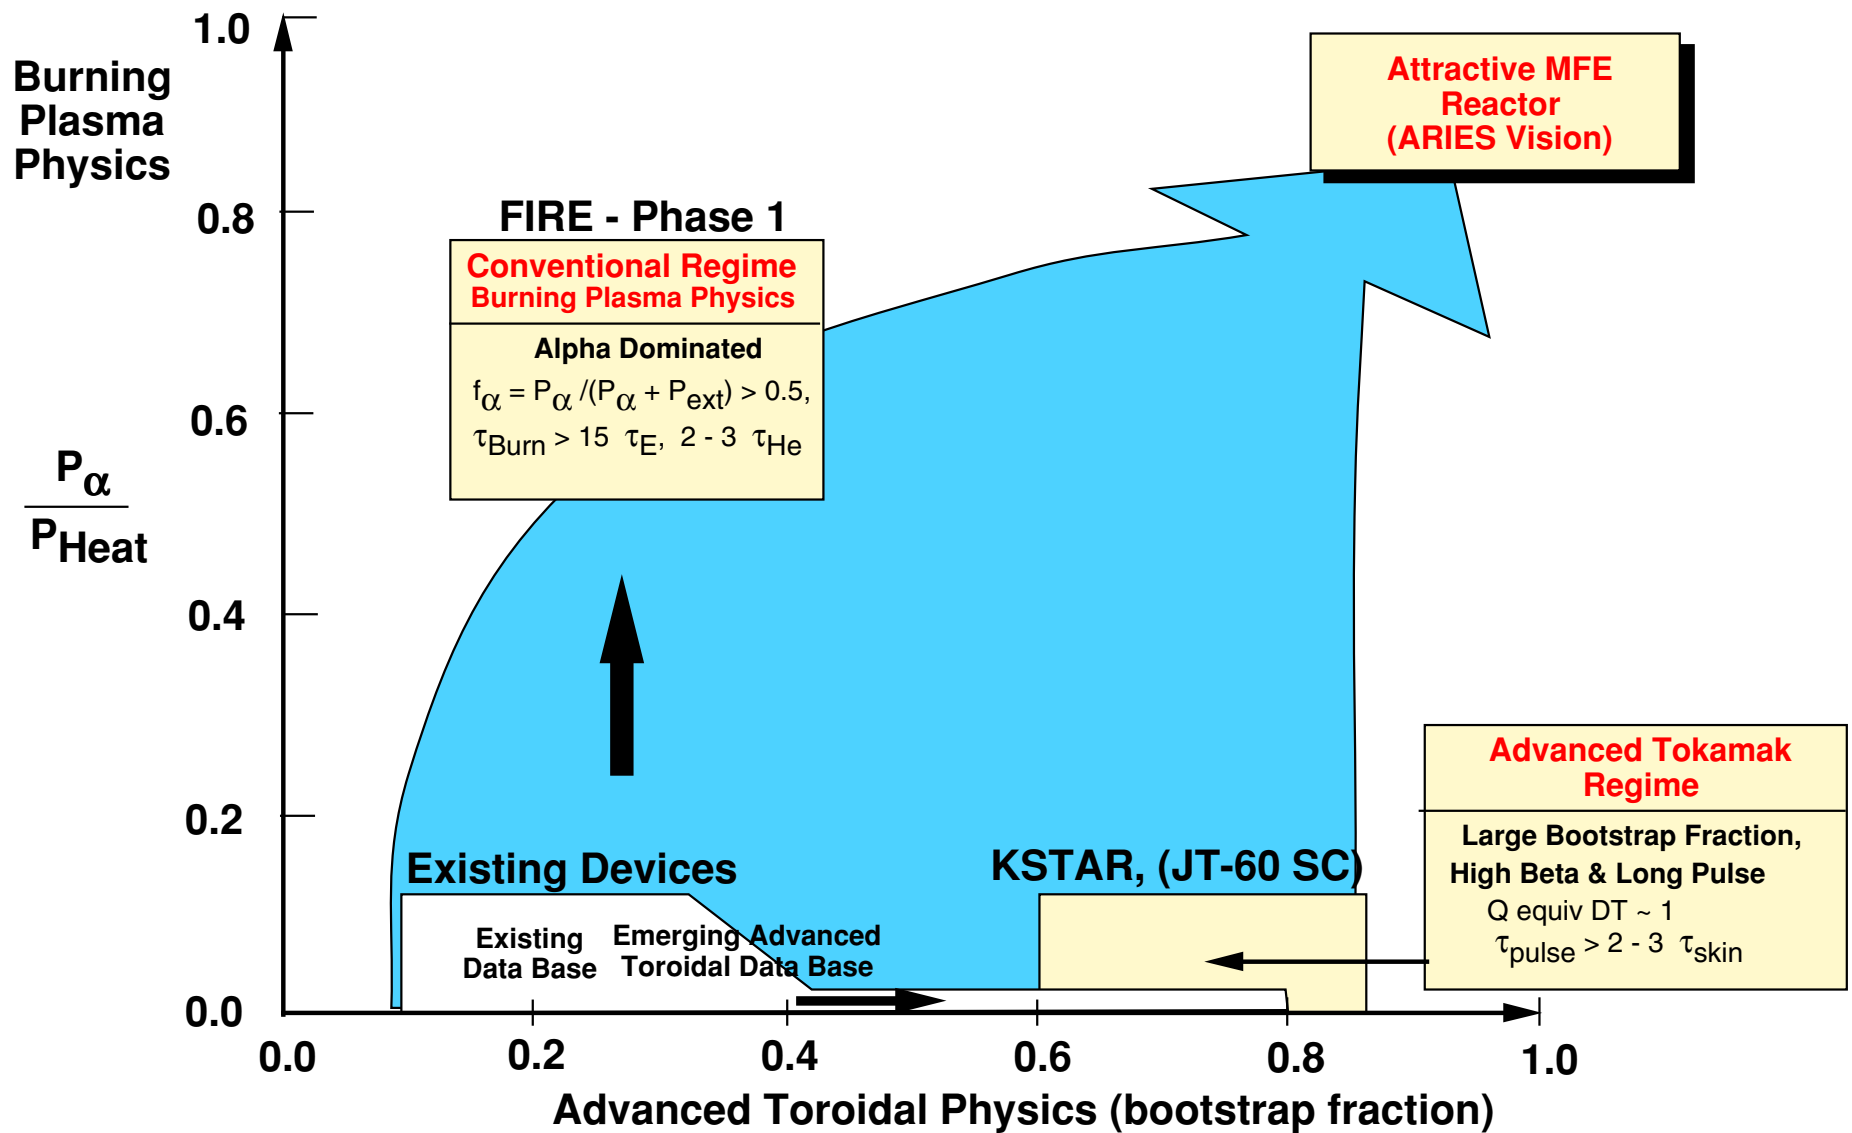 1.0
Burning
Plasma
Physics
0.8
0.6
P α
P Heat
0.4
0.2
0.0
0.0 0.2 0.4 0.6 0.8 1.0
Advanced Toroidal Physics (bootstrap fraction)
Attractive MFE
Reactor
(ARIES Vision)
FIRE - Phase 1
Conventional Regime
Burning Plasma Physics
Alpha Dominated
fα = Pα /(Pα + Pext) > 0.5,
τBurn > 15 τE, 2 - 3 τHe
Existing Devices
Existing
Data Base
Emerging Advanced
Toroidal Data Base
KSTAR, (JT-60 SC)
Advanced Tokamak
Regime
Large Bootstrap Fraction,
High Beta & Long Pulse
Q equiv DT ~ 1
τpulse > 2 - 3 τskin